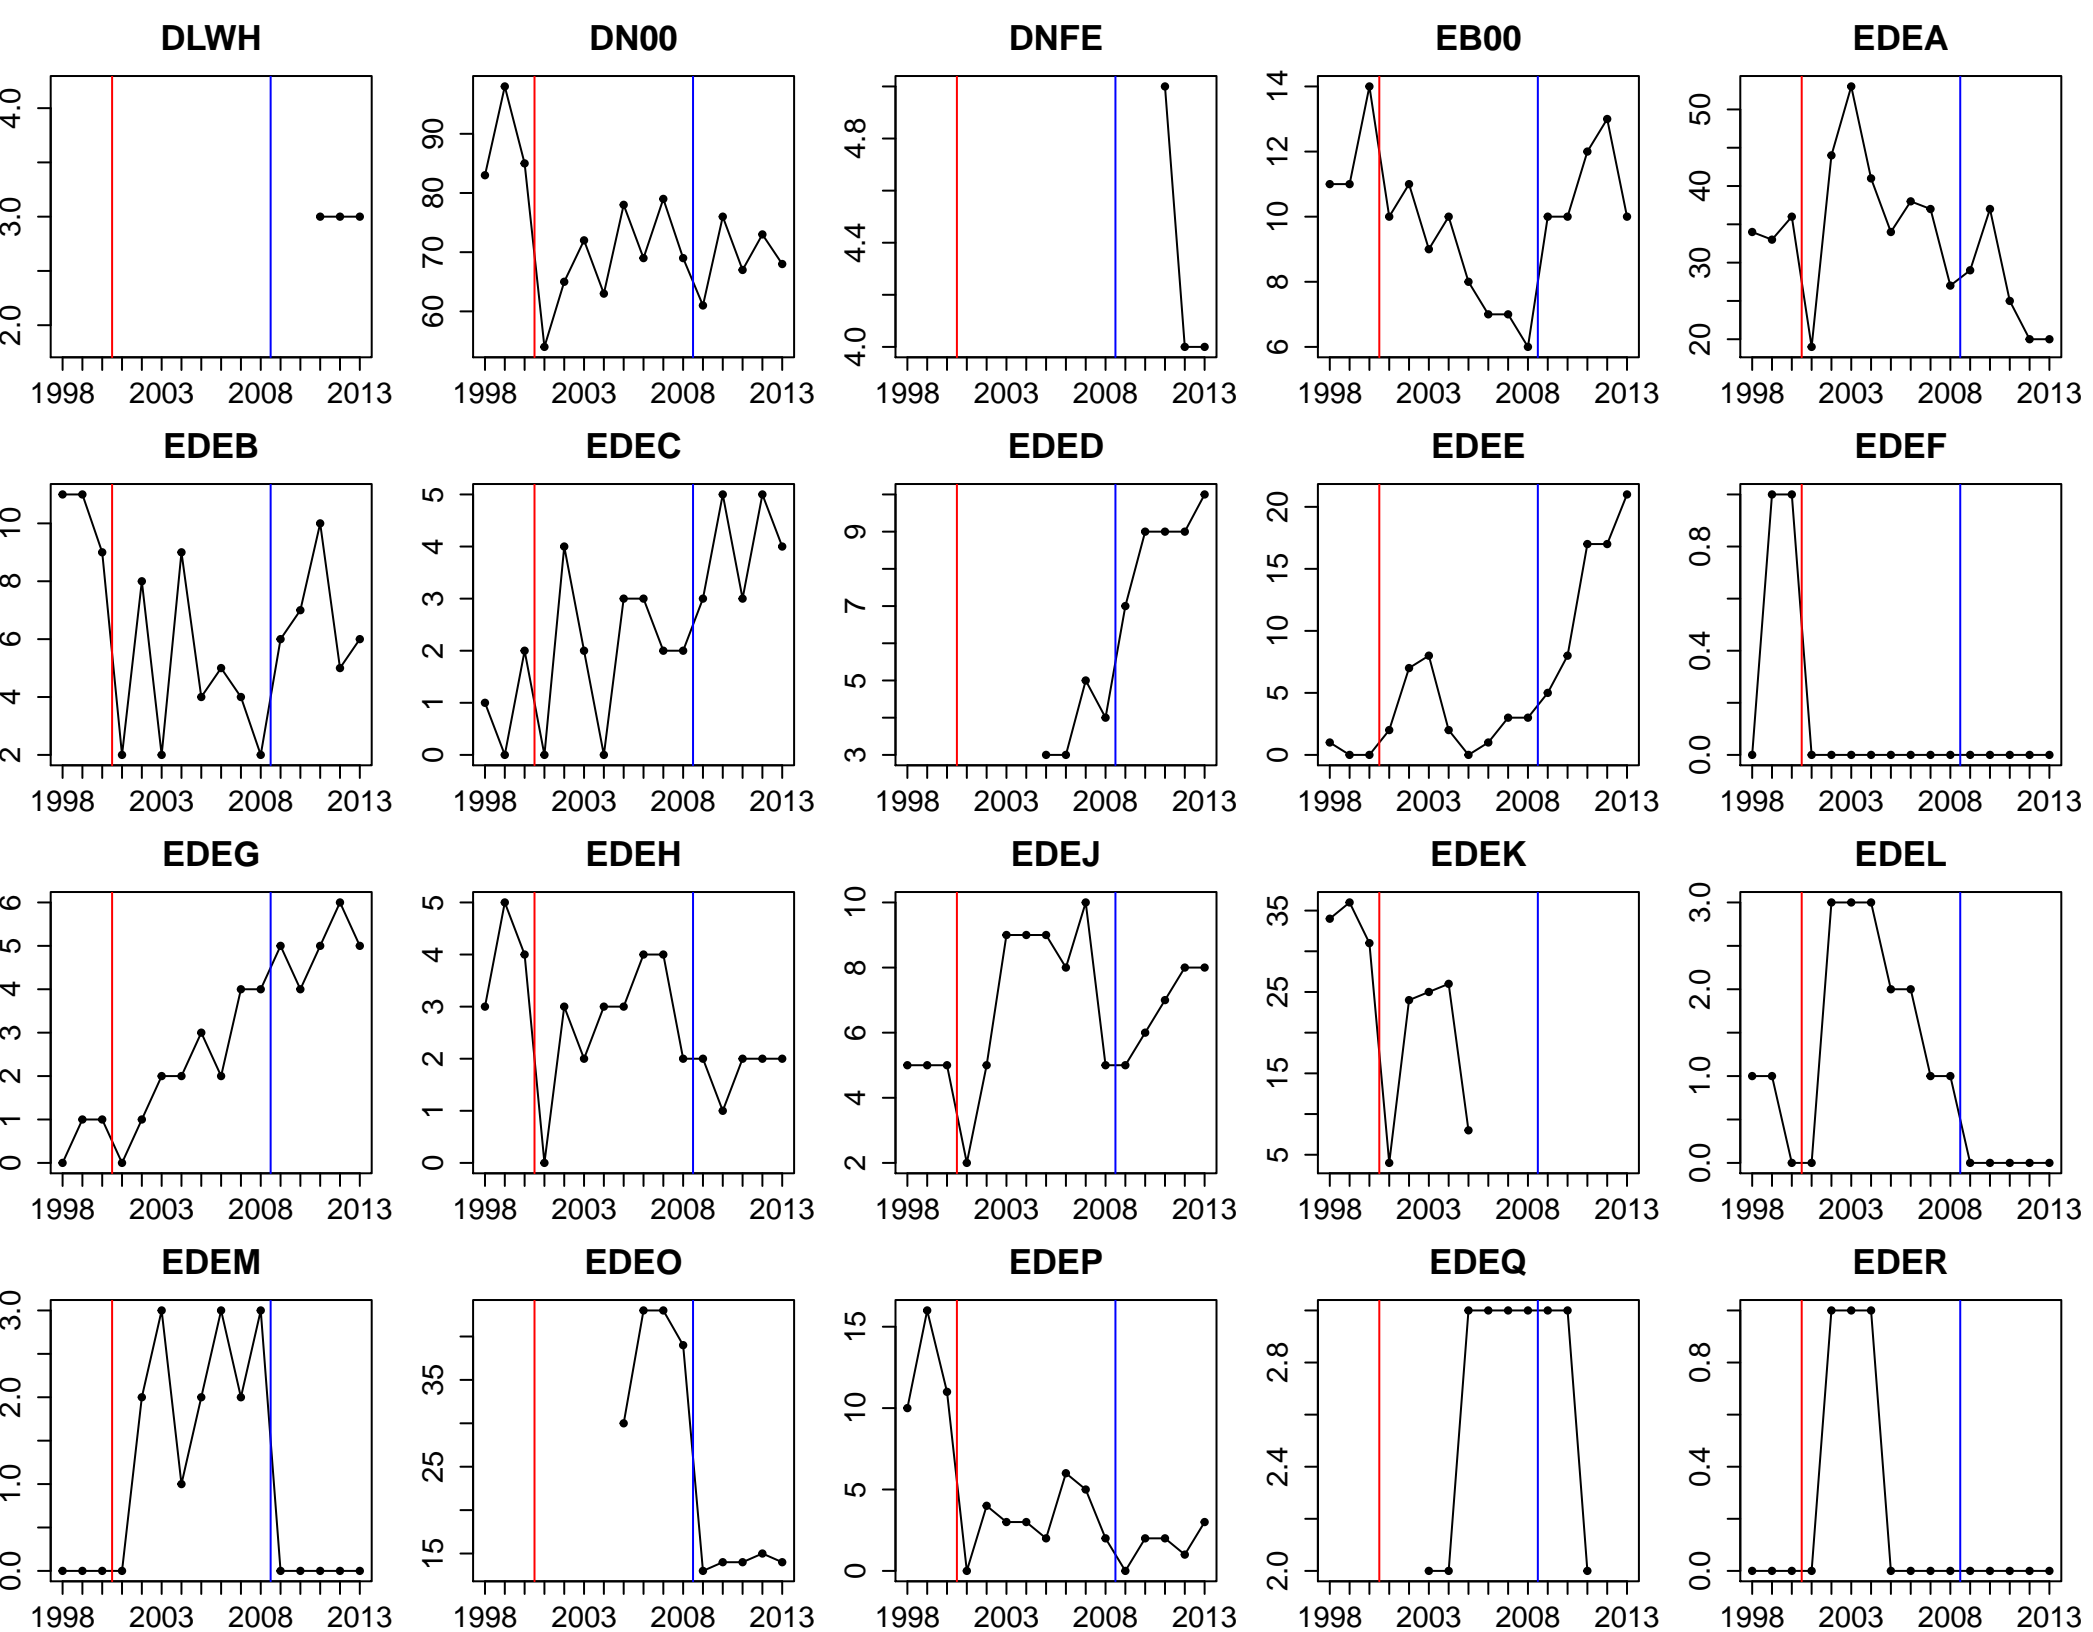 DLWH DN00 DNFE EB00 EDEA
2.0 3.0 4.0
60 70 80 90
4.0 4.4 4.8
6 8 10 12 14
20 30 40 50
1998 2003 2008 2013 1998 2003 2008 2013 1998 2003 2008 2013 1998 2003 2008 2013 1998 2003 2008 2013
EDEB EDEC EDED EDEE EDEF
2 4 6 8 10
0 1 2 3 4 5
3 5 7 9
0 5 10 15 20
0.0 0.4 0.8
1998 2003 2008 2013 1998 2003 2008 2013 1998 2003 2008 2013 1998 2003 2008 2013 1998 2003 2008 2013
EDEG EDEH EDEJ EDEK EDEL
0 1 2 3 4 5 6
0 1 2 3 4 5
2 4 6 8 10
5 15 25 35
0.0 1.0 2.0 3.0
1998 2003 2008 2013 1998 2003 2008 2013 1998 2003 2008 2013 1998 2003 2008 2013 1998 2003 2008 2013
EDEM EDEO EDEP EDEQ EDER
0.0 1.0 2.0 3.0
15 25 35
0 5 10 15
2.0 2.4 2.8
0.0 0.4 0.8
1998 2003 2008 2013 1998 2003 2008 2013 1998 2003 2008 2013 1998 2003 2008 2013 1998 2003 2008 2013